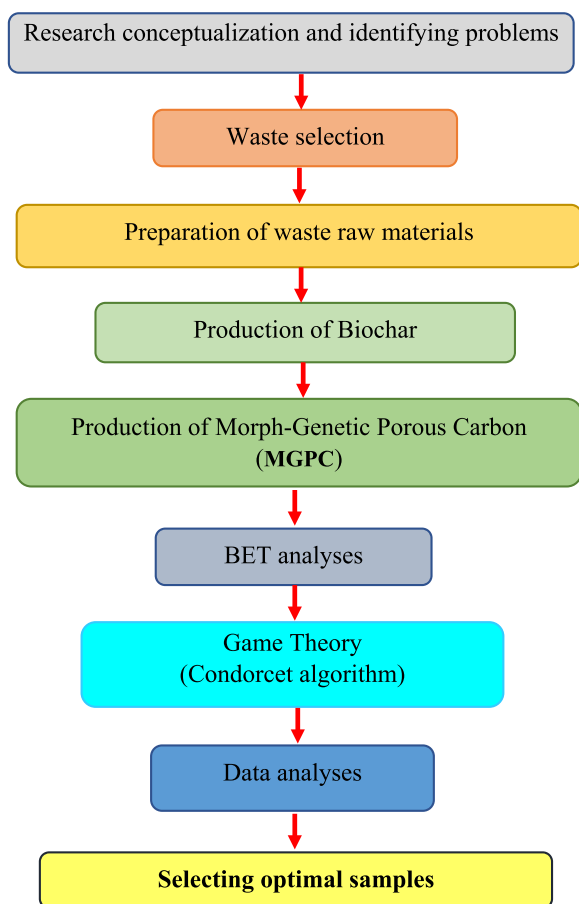 Research conceptualization and identifying problems
Waste selection
Preparation of waste raw materials
Production of Biochar
Production of Morph-Genetic Porous Carbon
(MGPC)
BET analyses
Game Theory
(Condorcet algorithm)
Data analyses
Selecting optimal samples